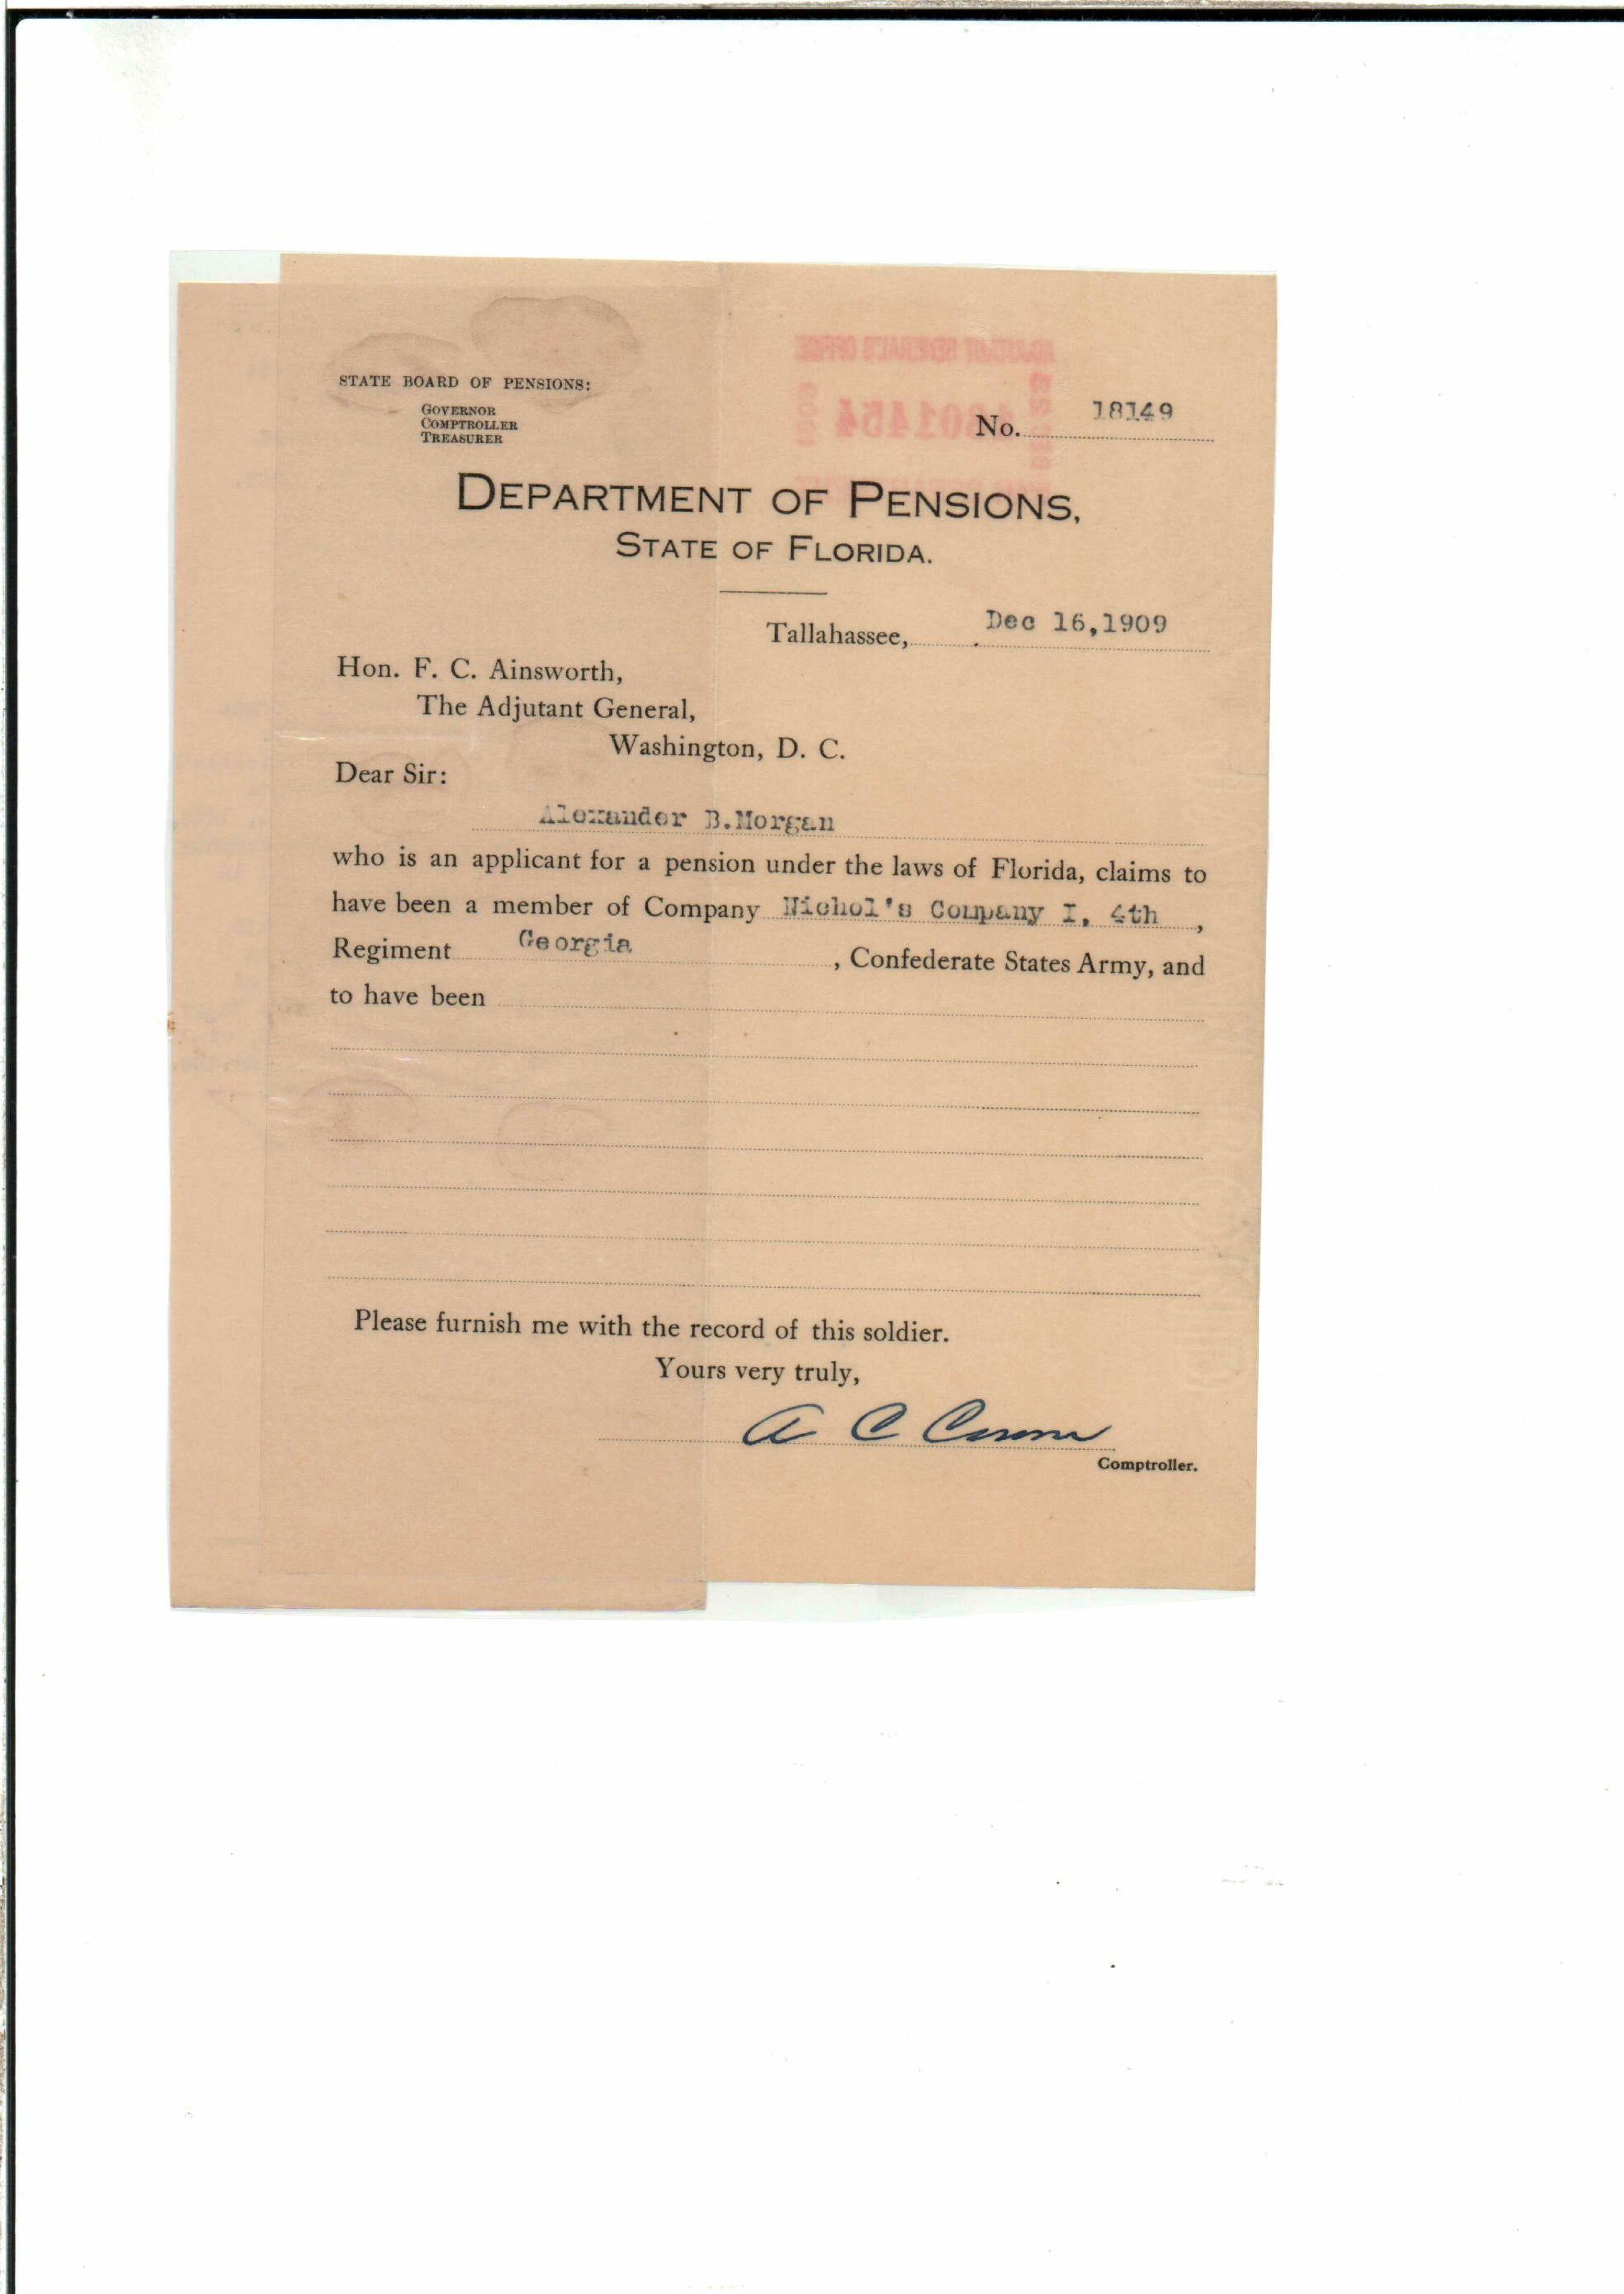 STATE BOARD OF PENSIONS:
GOVERNOR
COMPTROLLER
TREASURER
No. 18149
DEPARTMENT OF PENSIONS,
STATE OF FLORIDA.
Tallahassee, Dec 16,1909
Hon. F. C. Ainsworth,
The Adjutant General,
Washington, D. C.
Dear Sir:
Alexander B.Morgan
who is an applicant for a pension under the laws of Florida, claims to
have been a member of Company Nichol's Company I, 4th ,
Regiment Georgia , Confederate States Army, and
to have been
Please furnish me with the record of this soldier.
Yours very truly,
A C Croom
Comptroller.